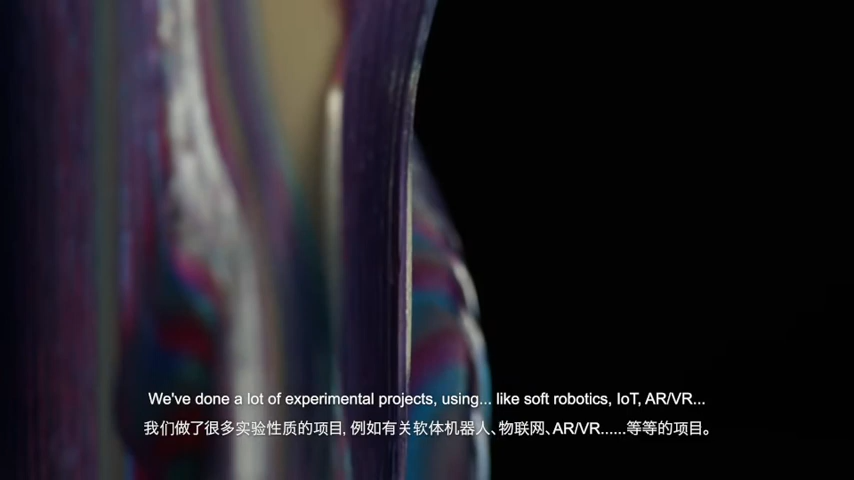 We've done a lot of experimental projects, using... like soft robotics, IoT, AR/VR...
我们做了很多实验性质的项目, 例如有关软体机器人、物联网、AR/VR......等等的项目。